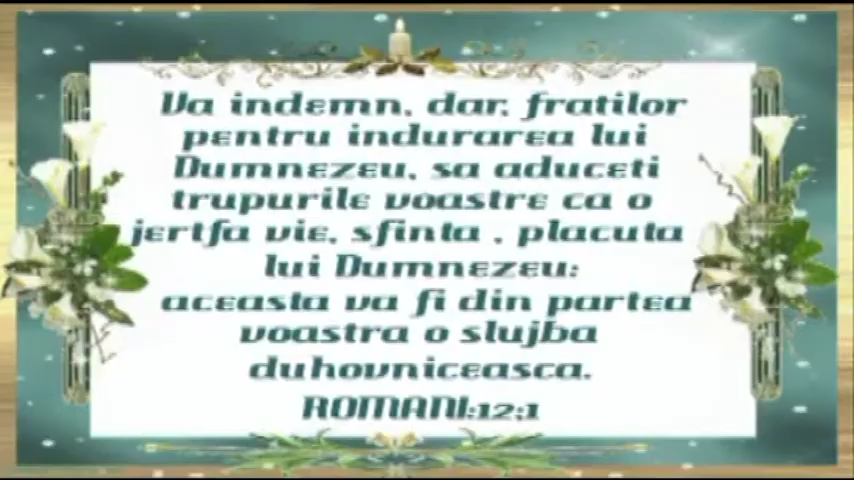 Va indemn, dar, fratilor
pentru indurarea lui
Dumnezeu, sa aduceti
trupurile voastre ca o
jertfa vie, sfinta , placuta
lui Dumnezeu:
aceasta va fi din partea
voastra o slujba
duhovniceasca.
ROMANI:12;1